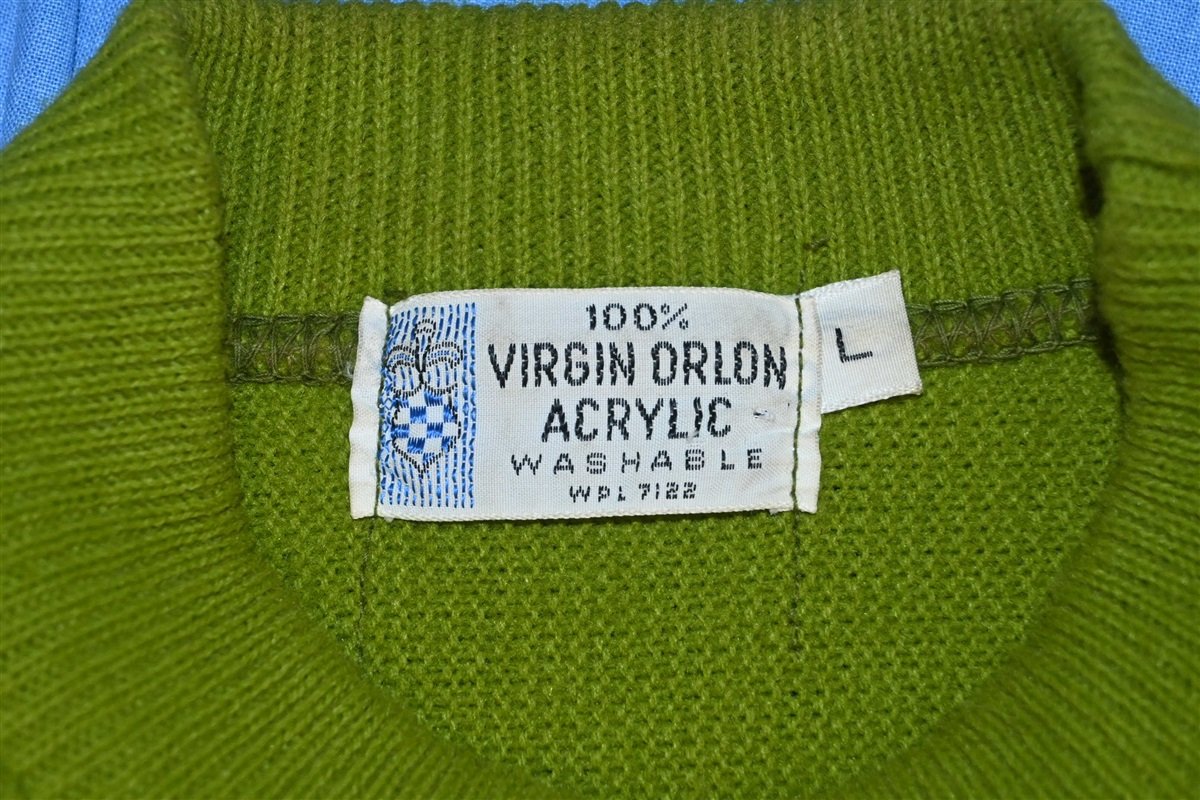 100%
VIRGIN ORLON
ACRYLIC
WASHABLE
WPL 7122
L